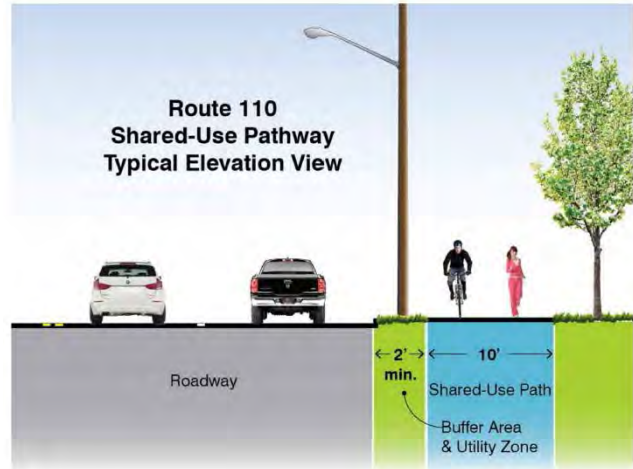 Route 110
Shared-Use Pathway
Typical Elevation View
2'
min.
10'
Roadway
Shared-Use Path
Buffer Area
& Utility Zone